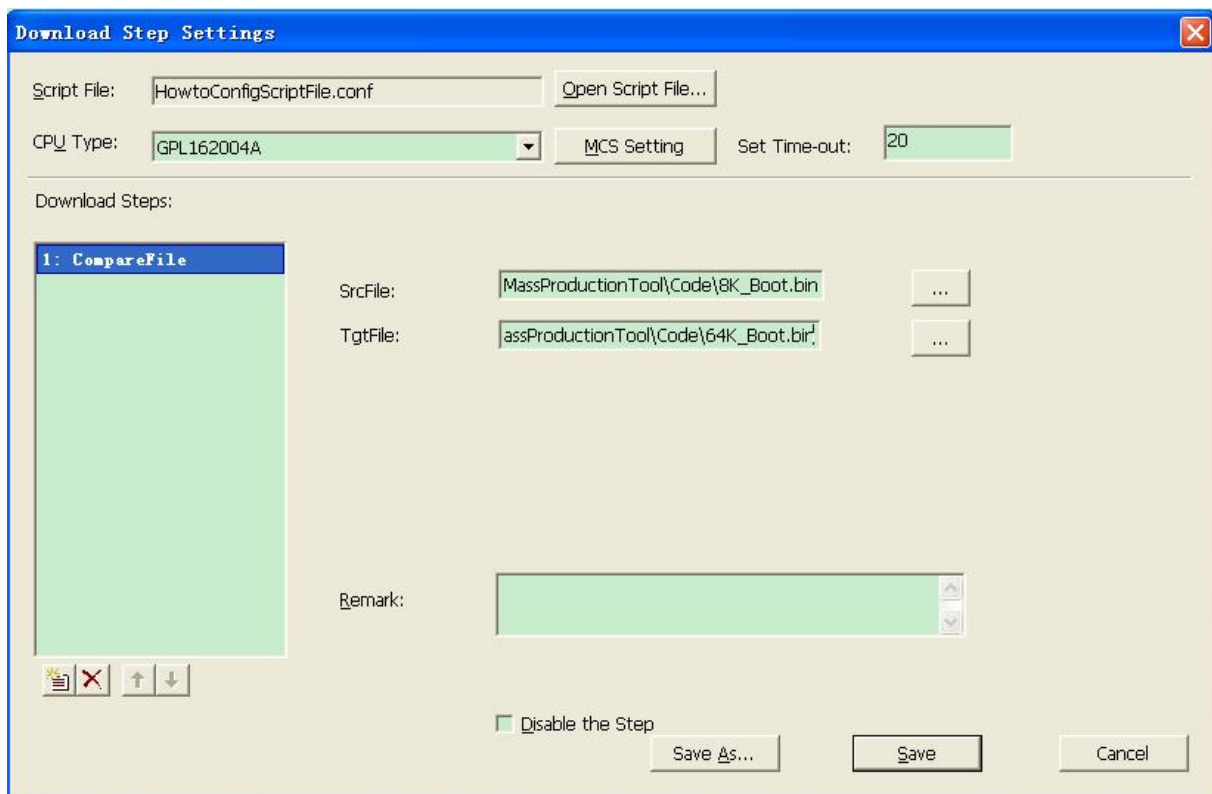 Download Step Settings
Script File: HowtoConfigScriptFile.conf Open Script File...
CPU Type: GPL162004A MCS Setting Set Time-out: 20
Download Steps:
1: CompareFile
SrcFile: MassProductionTool\Code\8K_Boot.bin ...
TgtFile: assProductionTool\Code\64K_Boot.bin ...
Remark:
Disable the Step
Save As... Save Cancel